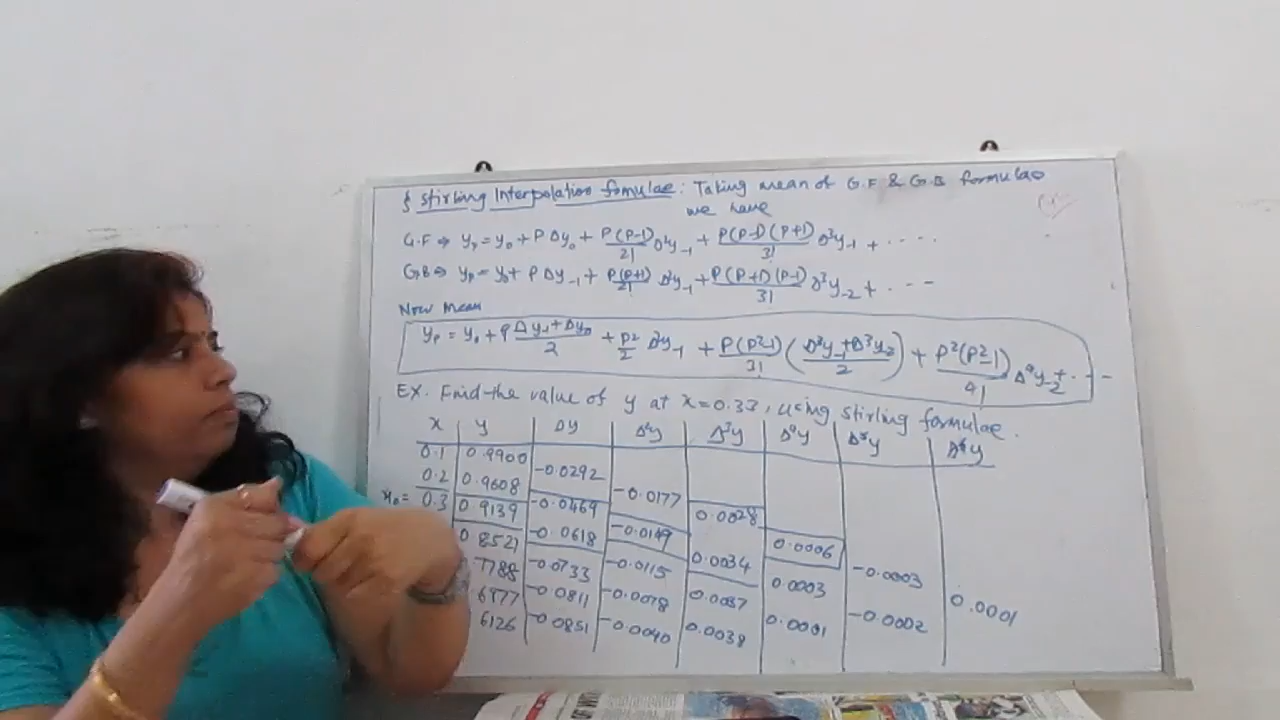 § Stirling Interpolation formulae: Taking mean of G.F & G.B formulae
we have
G.F ⇒ yp = y0 + P Δy0 + P(P-1)/2! Δ²y-1 + P(P-1)(P+1)/3! Δ³y-1 + ....
G.B ⇒ yp = y0 + P Δy-1 + P(P+1)/2! Δ²y-1 + P(P+1)(P-1)/3! Δ³y-2 + ....
Now Mean
yp = y0 + P (Δy-1 + Δy0)/2 + P²/2 Δ²y-1 + P(P²-1)/3! (Δ³y-1 + Δ³y-2)/2 + P²(P²-1)/4! Δ⁴y-2 + ....
EX. Find the value of y at x = 0.33, using stirling formulae.
x y Δy Δ²y Δ³y Δ⁴y Δ⁵y Δ⁶y
0.1 0.9900
-0.0292
0.2 0.9608 -0.0177
x0 = 0.3 0.9139 -0.0469 0.0028
0.8521 -0.0618 -0.0149 0.0006
7788 -0.0733 -0.0115 0.0034 -0.0003
6977 -0.0811 -0.0078 0.0037 0.0003 0.0001
6126 -0.0851 -0.0040 0.0038 0.0001 -0.0002
OF